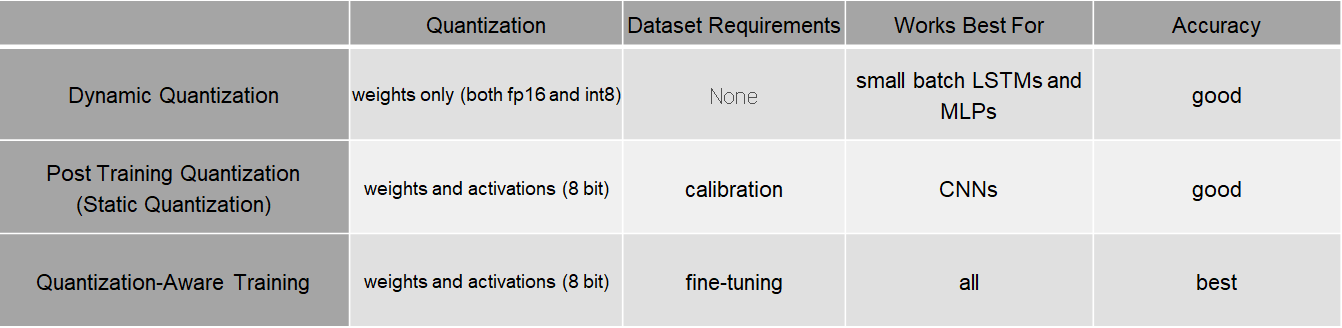 Quantization Dataset Requirements Works Best For Accuracy
Dynamic Quantization weights only (both fp16 and int8) None small batch LSTMs and
MLPs good
Post Training Quantization
(Static Quantization) weights and activations (8 bit) calibration CNNs good
Quantization-Aware Training weights and activations (8 bit) fine-tuning all best